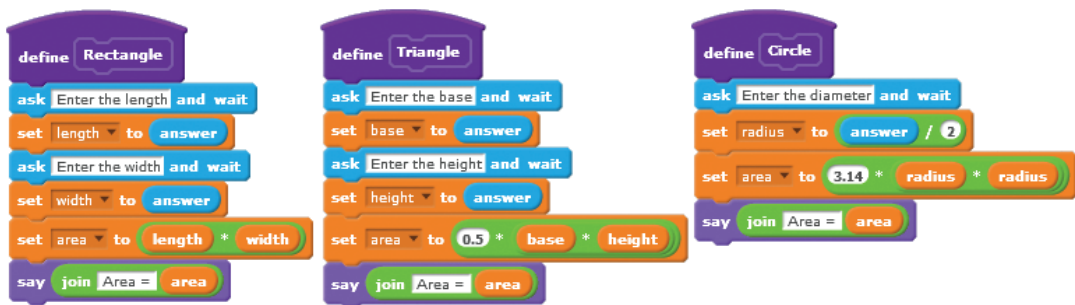 define Rectangle
ask Enter the length and wait
set length to answer
ask Enter the width and wait
set width to answer
set area to length * width
say join Area = area
define Triangle
ask Enter the base and wait
set base to answer
ask Enter the height and wait
set height to answer
set area to 0.5 * base * height
say join Area = area
define Circle
ask Enter the diameter and wait
set radius to answer / 2
set area to 3.14 * radius * radius
say join Area = area